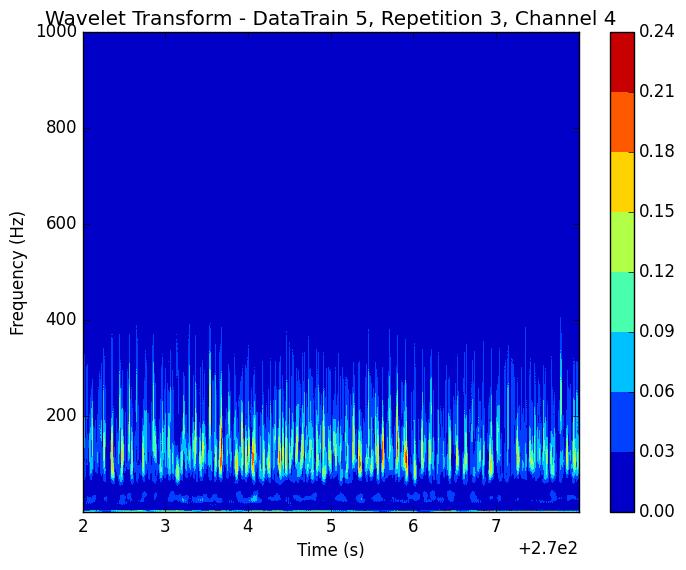 Wavelet Transform - DataTrain 5, Repetition 3, Channel 4
1000
800
600
400
200
Frequency (Hz)
2 3 4 5 6 7
Time (s)
+2.7e2
0.24
0.21
0.18
0.15
0.12
0.09
0.06
0.03
0.00